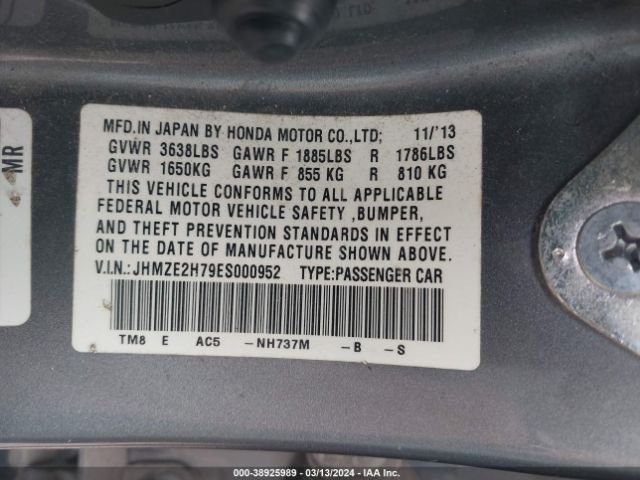 MFD.IN JAPAN BY HONDA MOTOR CO.,LTD; 11/'13
GVWR 3638LBS GAWR F 1885LBS R 1786LBS
GVWR 1650KG GAWR F 855 KG R 810 KG
THIS VEHICLE CONFORMS TO ALL APPLICABLE
FEDERAL MOTOR VEHICLE SAFETY ,BUMPER,
AND THEFT PREVENTION STANDARDS IN EFFECT
ON THE DATE OF MANUFACTURE SHOWN ABOVE.
V.I.N.: JHMZE2H79ES000952 TYPE:PASSENGER CAR
TM8 E AC5 -NH737M -B -S
MR
000-38925989 - 03/13/2024 - IAA Inc.